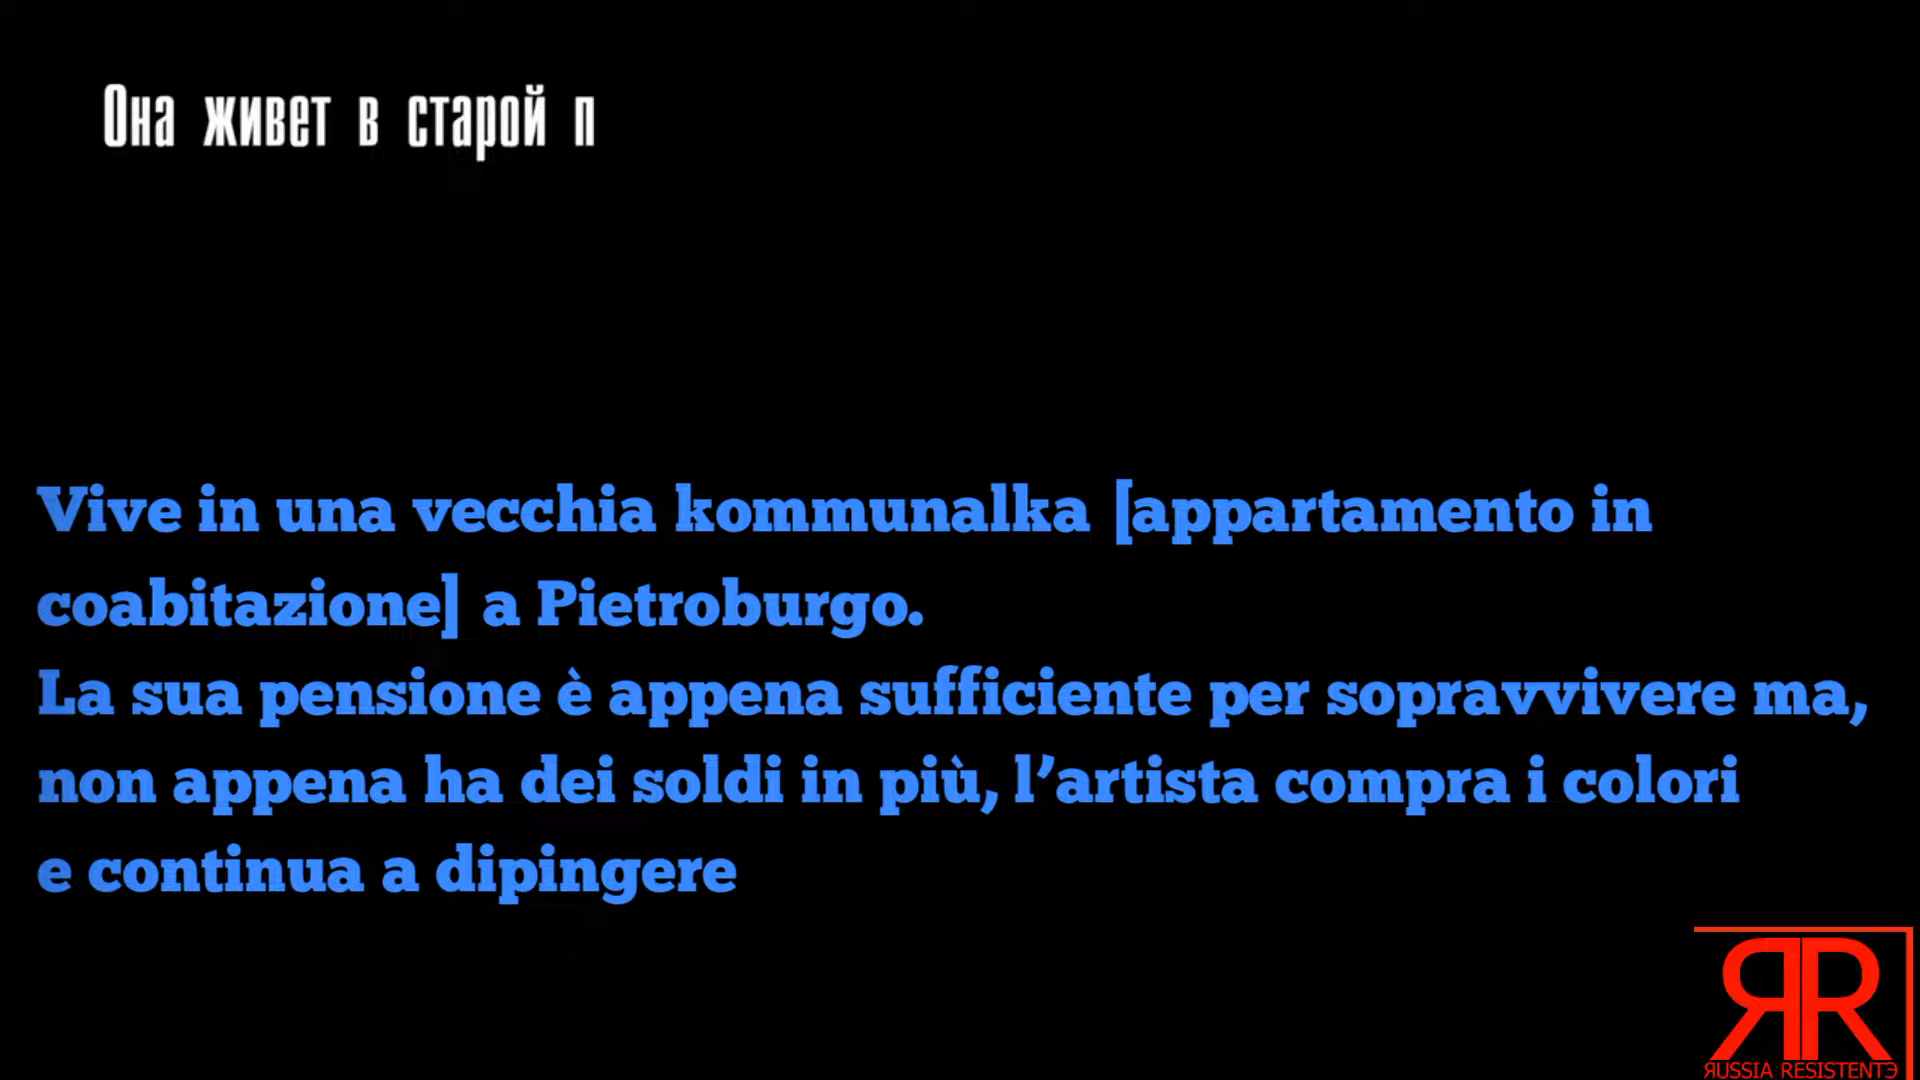 Она живет в старой п
Vive in una vecchia kommunalka [appartamento in
coabitazione] a Pietroburgo.
La sua pensione è appena sufficiente per sopravvivere ma,
non appena ha dei soldi in più, l’artista compra i colori
e continua a dipingere
ЯR
ЯUSSIA RESISTENTЭ